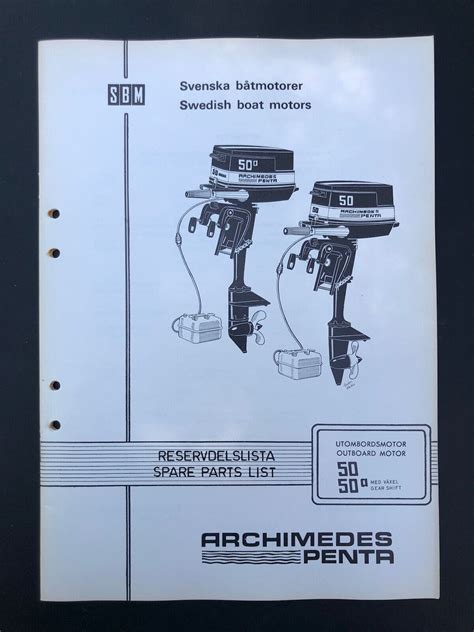 SBM
Svenska båtmotorer
Swedish boat motors
50a
ARCHIMEDES
PENTA
50
ARCHIMEDES
PENTA
RESERVDELSLISTA
SPARE PARTS LIST
UTOMBORDSMOTOR
OUTBOARD MOTOR
50
50a MED VÄXEL
GEAR SHIFT
ARCHIMEDES
PENTA